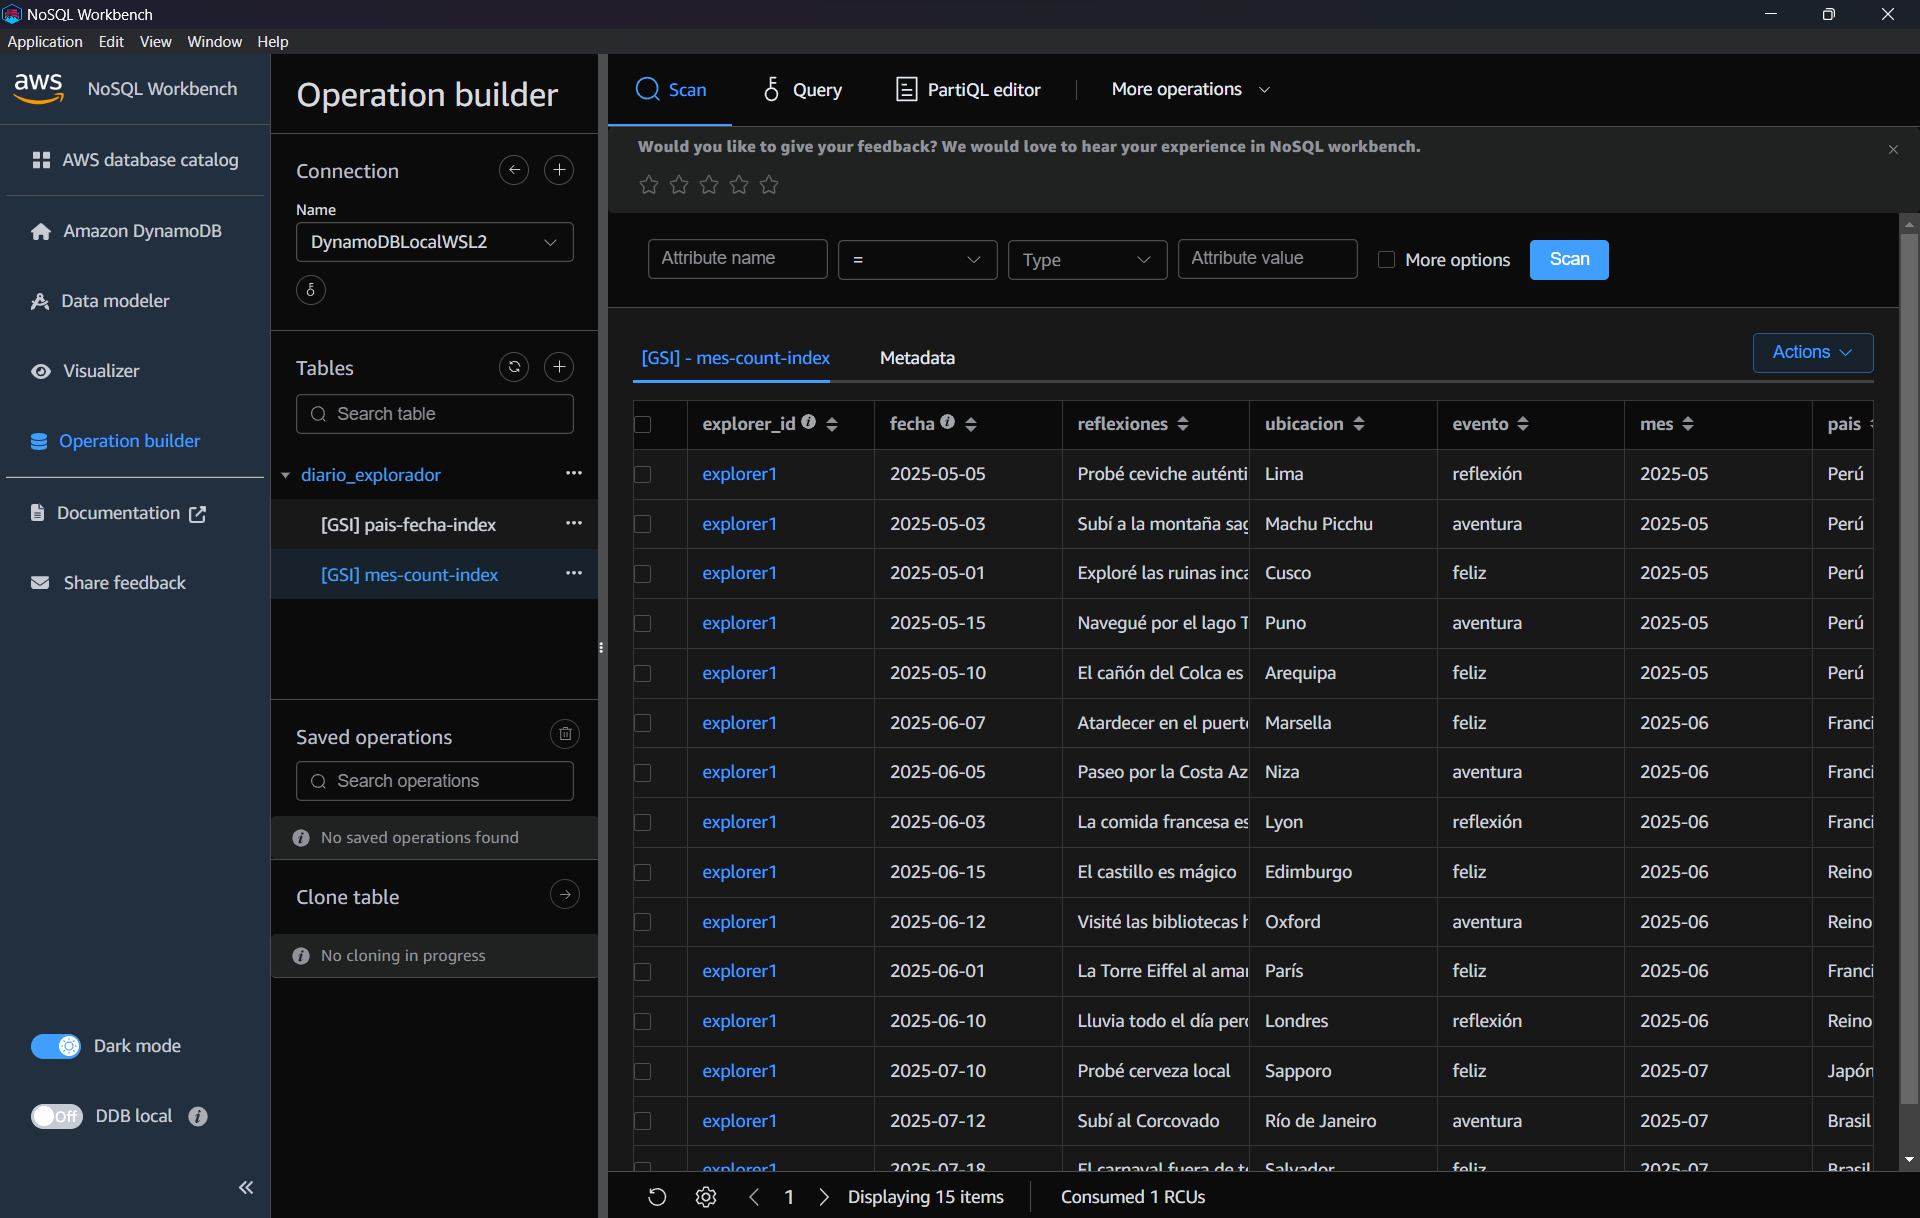 NoSQL Workbench
Application Edit View Window Help
aws NoSQL Workbench
AWS database catalog
Amazon DynamoDB
Data modeler
Visualizer
Operation builder
Documentation
Share feedback
Dark mode
Off DDB local
Operation builder
Connection
Name
DynamoDBLocalWSL2
Tables
Search table
diario_explorador
[GSI] pais-fecha-index
[GSI] mes-count-index
Saved operations
Search operations
No saved operations found
Clone table
No cloning in progress
Scan Query PartiQL editor More operations
Would you like to give your feedback? We would love to hear your experience in NoSQL workbench.
Attribute name = Type Attribute value More options Scan
[GSI] - mes-count-index Metadata Actions
explorer_id fecha reflexiones ubicacion evento mes pais
explorer1 2025-05-05 Probé ceviche auténti Lima reflexión 2025-05 Perú
explorer1 2025-05-03 Subí a la montaña sag Machu Picchu aventura 2025-05 Perú
explorer1 2025-05-01 Exploré las ruinas inca Cusco feliz 2025-05 Perú
explorer1 2025-05-15 Navegué por el lago T Puno aventura 2025-05 Perú
explorer1 2025-05-10 El cañón del Colca es Arequipa feliz 2025-05 Perú
explorer1 2025-06-07 Atardecer en el puerto Marsella feliz 2025-06 Franci
explorer1 2025-06-05 Paseo por la Costa Az Niza aventura 2025-06 Franci
explorer1 2025-06-03 La comida francesa es Lyon reflexión 2025-06 Franci
explorer1 2025-06-15 El castillo es mágico Edimburgo feliz 2025-06 Reino
explorer1 2025-06-12 Visité las bibliotecas h Oxford aventura 2025-06 Reino
explorer1 2025-06-01 La Torre Eiffel al aman París feliz 2025-06 Franci
explorer1 2025-06-10 Lluvia todo el día pero Londres reflexión 2025-06 Reino
explorer1 2025-07-10 Probé cerveza local Sapporo feliz 2025-07 Japón
explorer1 2025-07-12 Subí al Corcovado Río de Janeiro aventura 2025-07 Brasil
explorer1 2025-07-18 El carnaval fuera de te Salvador feliz 2025-07 Brasil
1 Displaying 15 items Consumed 1 RCUs